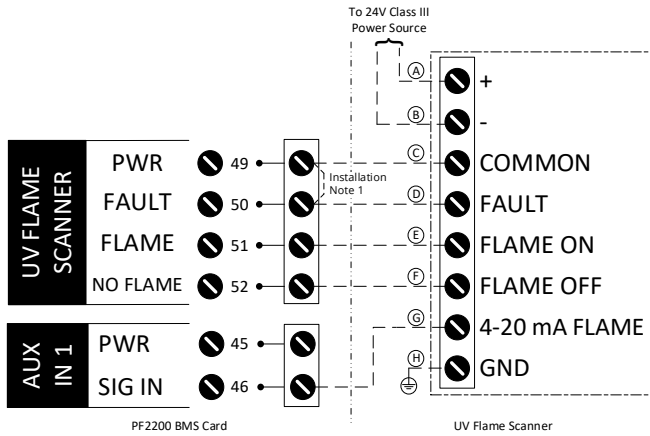 To 24V Class III
Power Source
A
+
B
-
UV FLAME
SCANNER
PWR
49
C
COMMON
Installation
Note 1
FAULT
50
D
FAULT
FLAME
51
E
FLAME ON
NO FLAME
52
F
FLAME OFF
G
4-20 mA FLAME
AUX
IN 1
PWR
45
H
GND
SIG IN
46
PF2200 BMS Card
UV Flame Scanner